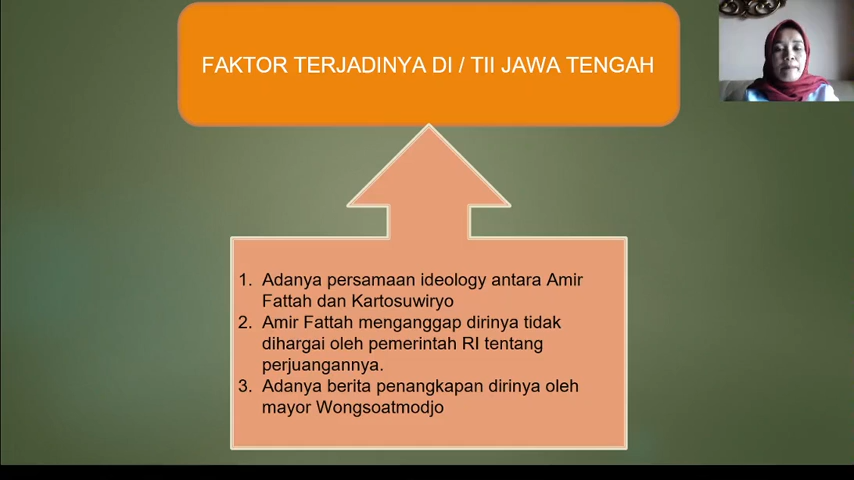 FAKTOR TERJADINYA DI / TII JAWA TENGAH
1. Adanya persamaan ideology antara Amir
Fattah dan Kartosuwiryo
2. Amir Fattah menganggap dirinya tidak
dihargai oleh pemerintah RI tentang
perjuangannya.
3. Adanya berita penangkapan dirinya oleh
mayor Wongsoatmodjo